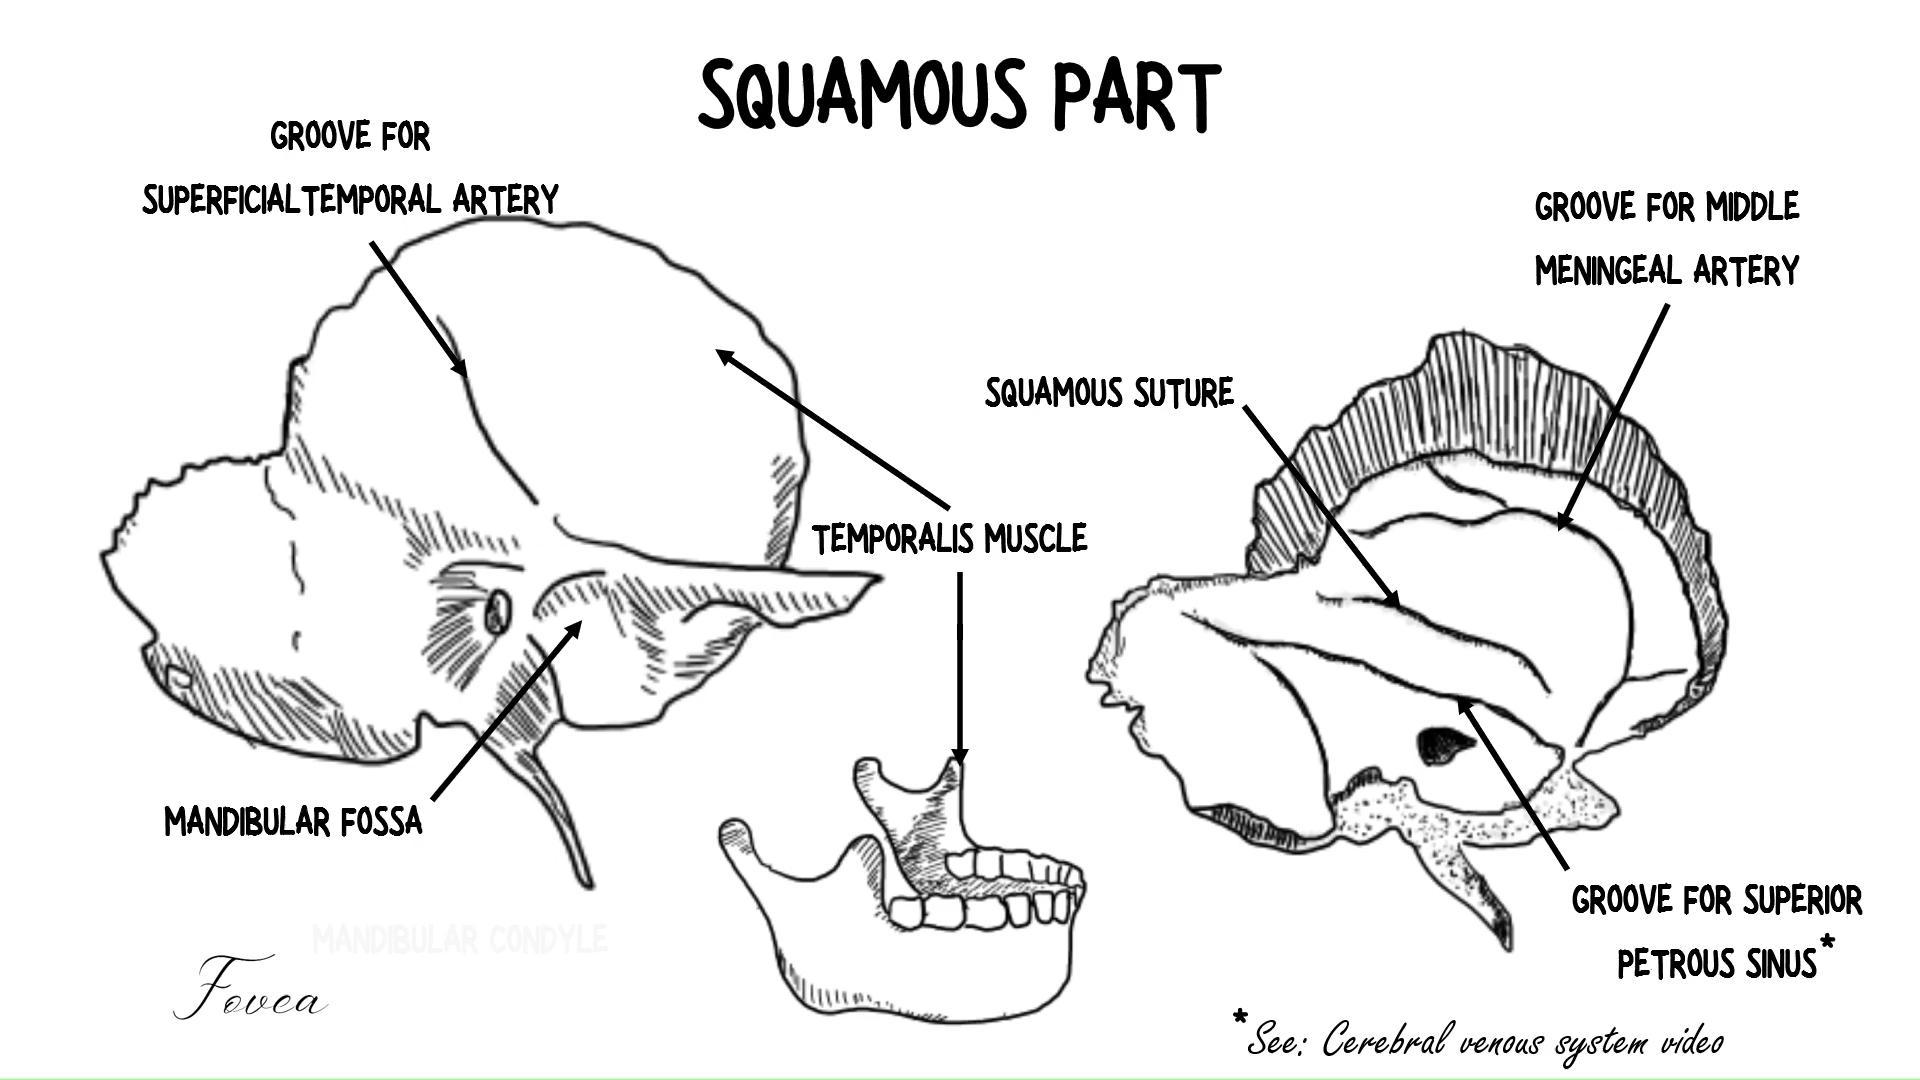 SQUAMOUS PART
GROOVE FOR
SUPERFICIALTEMPORAL ARTERY
GROOVE FOR MIDDLE
MENINGEAL ARTERY
SQUAMOUS SUTURE
TEMPORALIS MUSCLE
MANDIBULAR FOSSA
MANDIBULAR CONDYLE
GROOVE FOR SUPERIOR
PETROUS SINUS*
Fovea
*See: Cerebral venous system video